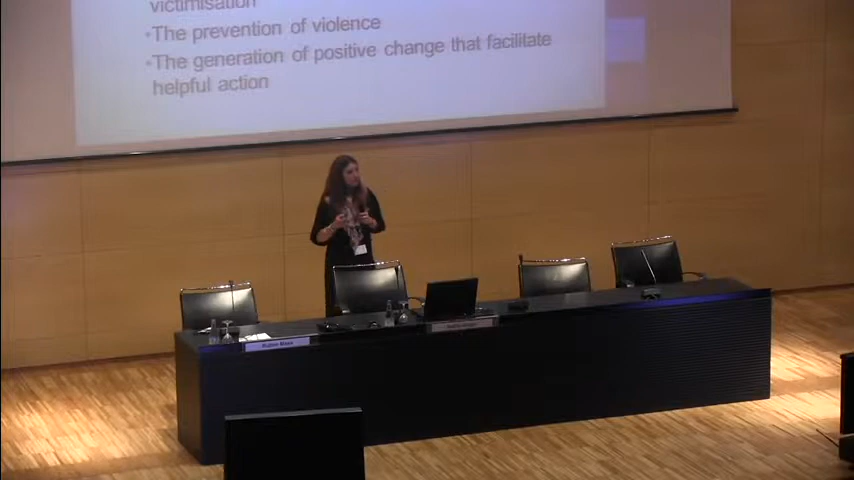 victimisation
• The prevention of violence
• The generation of positive change that facilitate
helpful action